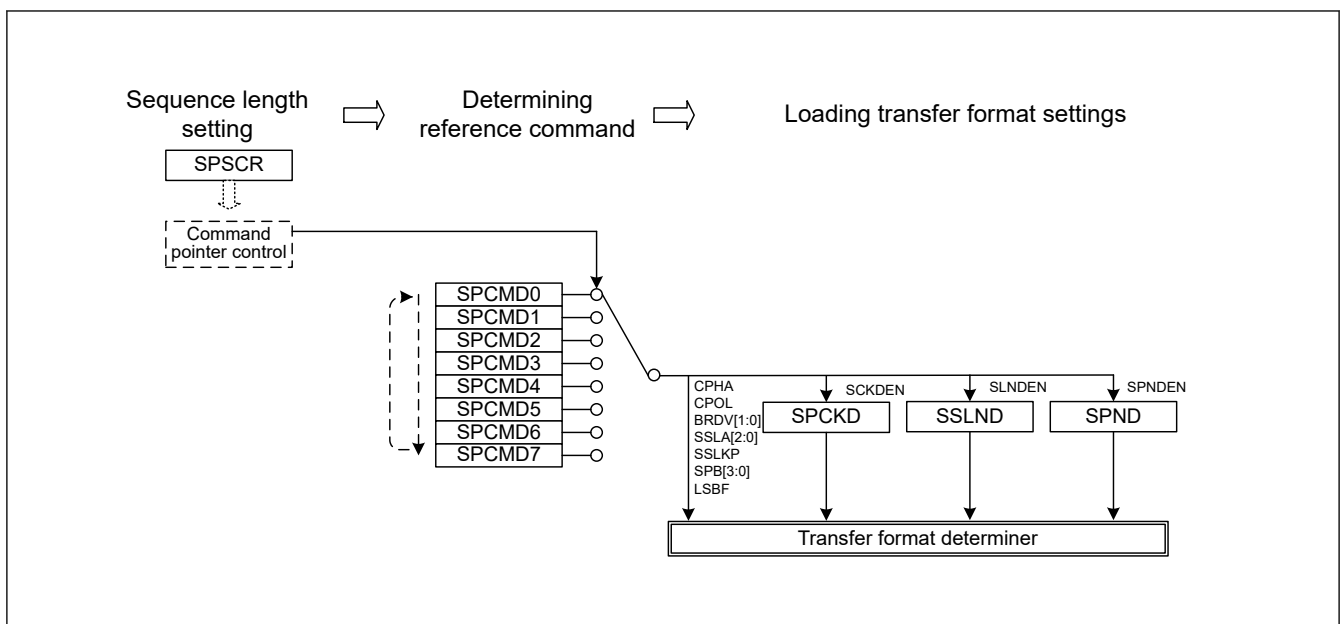 Sequence length
setting
Determining
reference command
Loading transfer format settings
SPSCR
Command
pointer control
SPCMD0
SPCMD1
SPCMD2
SPCMD3
SPCMD4
SPCMD5
SPCMD6
SPCMD7
CPHA
CPOL
BRDV[1:0]
SSLA[2:0]
SSLKP
SPB[3:0]
LSBF
SCKDEN
SPCKD
SLNDEN
SSLND
SPNDEN
SPND
Transfer format determiner